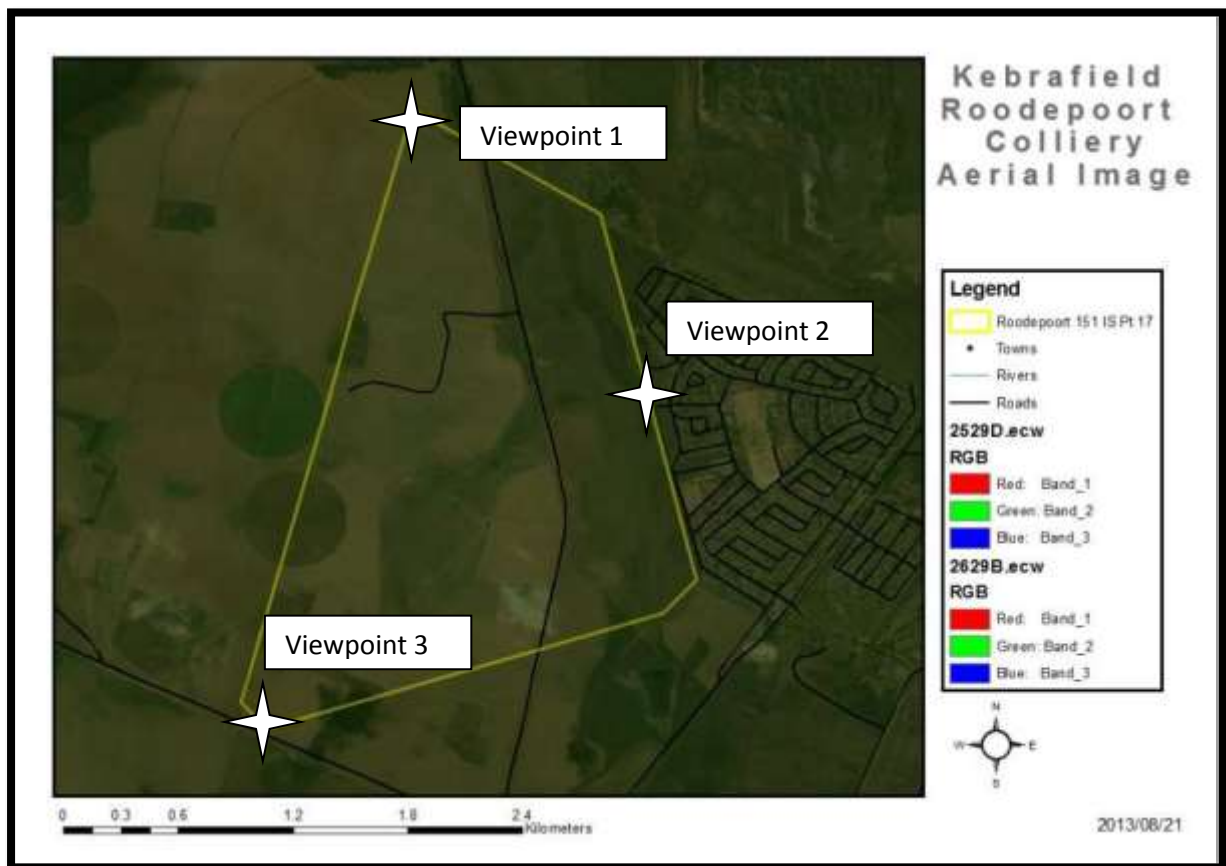 Kebrafield
Roodepoort
Colliery
Aerial Image
Viewpoint 1
Viewpoint 2
Viewpoint 3
Legend
Roodepoort 151 IS Pt 17
Towns
Rivers
Roads
2529D.ecw
RGB
Red: Band_1
Green: Band_2
Blue: Band_3
2629B.ecw
RGB
Red: Band_1
Green: Band_2
Blue: Band_3
N
W E
S
0 0.3 0.6 1.2 1.8 2.4
Kilometers
2013/08/21